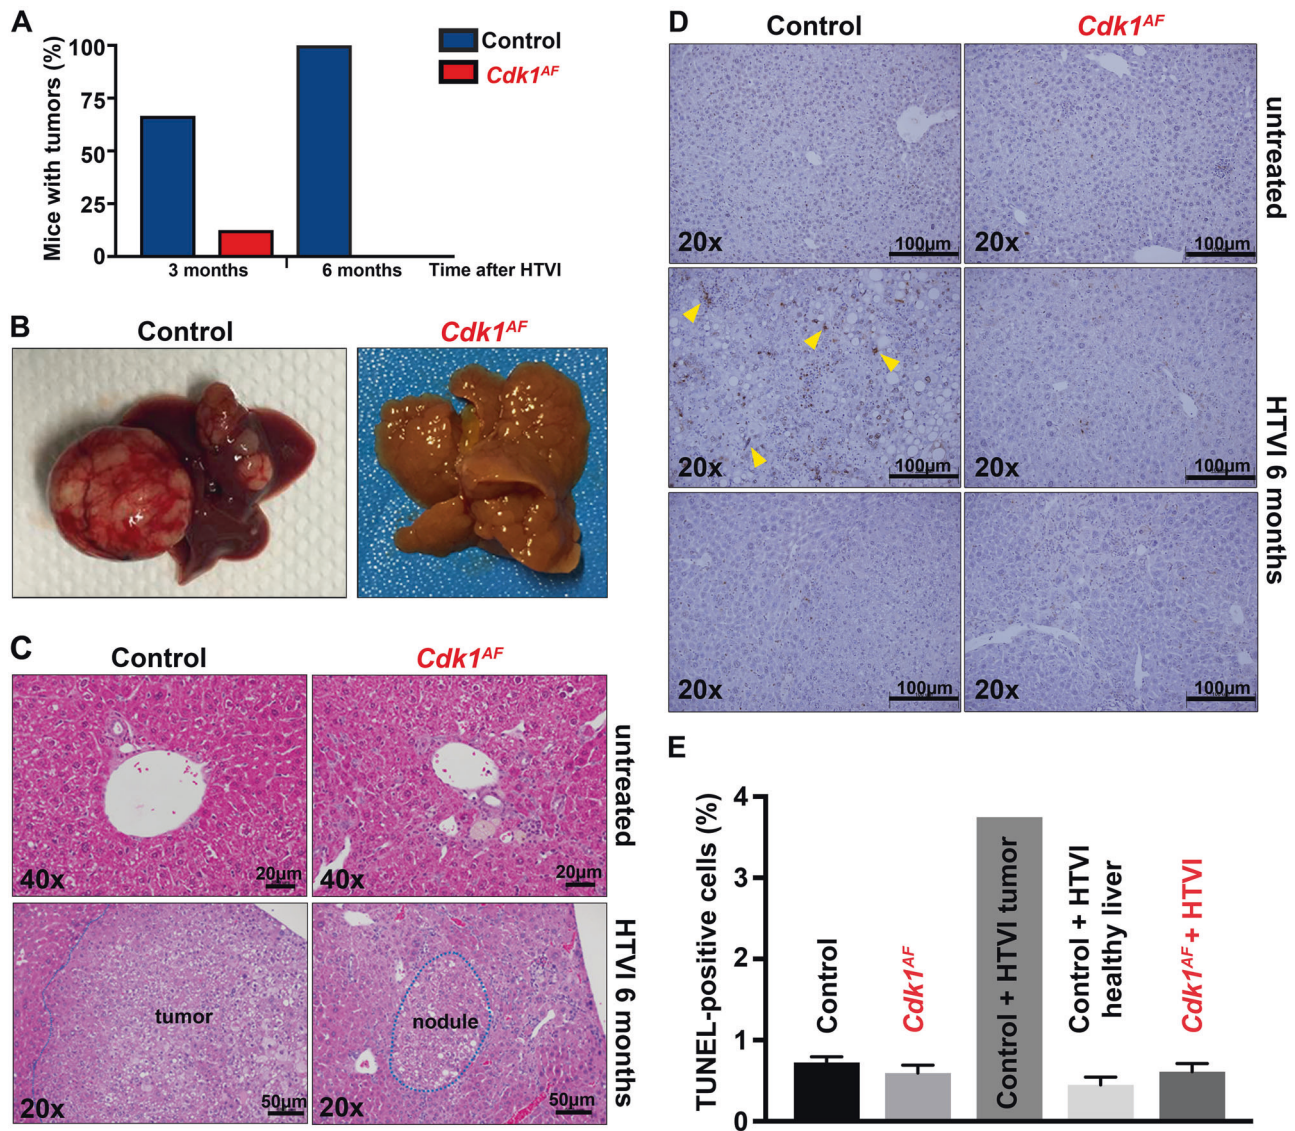 A
Mice with tumors (%)
100
75
50
25
0
3 months
6 months
Time after HTVI
Control
Cdk1AF
B
Control
Cdk1AF
C
Control
Cdk1AF
untreated
40x
20µm
40x
20µm
HTVI 6 months
tumor
20x
50µm
nodule
20x
50µm
D
Control
Cdk1AF
untreated
20x
100µm
20x
100µm
HTVI 6 months
20x
100µm
20x
100µm
20x
100µm
20x
100µm
E
TUNEL-positive cells (%)
4
3
2
1
0
Control
Cdk1AF
Control + HTVI tumor
Control + HTVI
healthy liver
Cdk1AF + HTVI